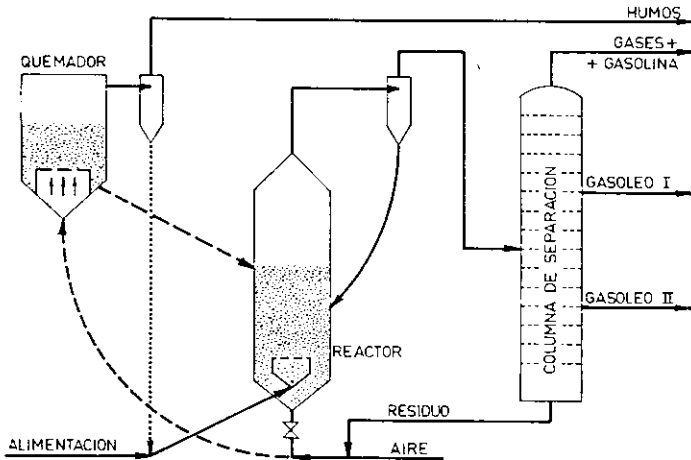 HUMOS
GASES +
+ GASOLINA
QUEMADOR
COLUMNA DE SEPARACION
GASOLEO I
GASOLEO II
REACTOR
RESIDUO
ALIMENTACION
AIRE